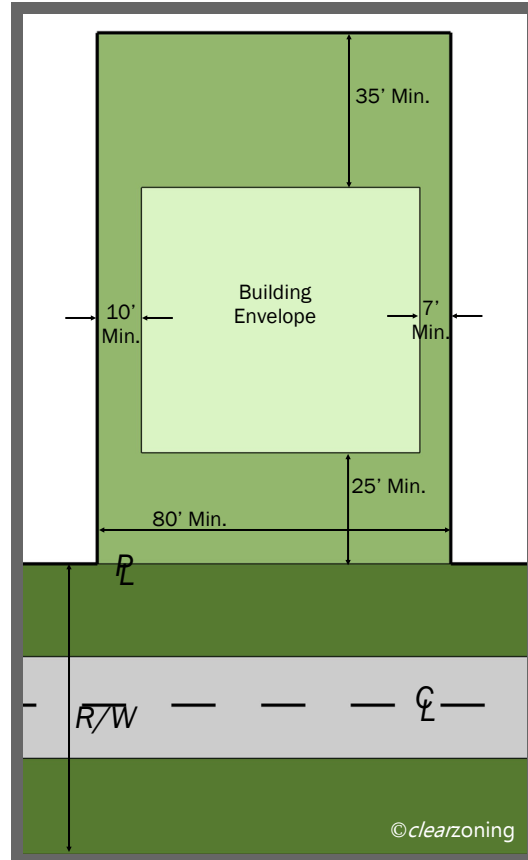 35’ Min.
Building
Envelope
10’
Min.
7’
Min.
25’ Min.
80’ Min.
PL
R/W
CL
©clearzoning